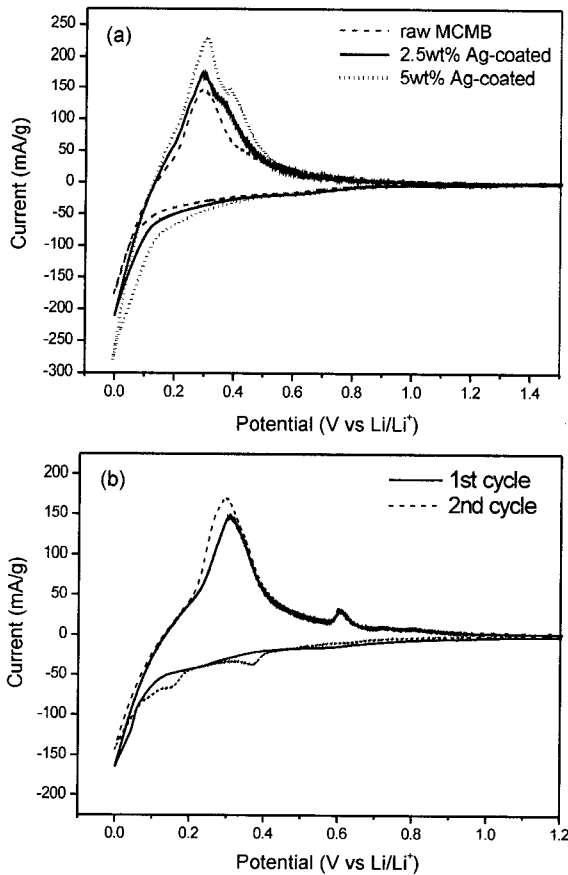 (a)
raw MCMB
2.5wt% Ag-coated
5wt% Ag-coated
250
200
150
100
50
0
-50
-100
-150
-200
-250
-300
Current (mA/g)
0.0 0.2 0.4 0.6 0.8 1.0 1.2 1.4
Potential (V vs Li/Li⁺)
(b)
1st cycle
2nd cycle
200
150
100
50
0
-50
-100
-150
-200
Current (mA/g)
0.0 0.2 0.4 0.6 0.8 1.0 1.2
Potential (V vs Li/Li⁺)